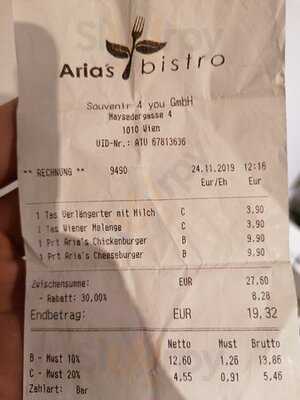 Aria's bistro
Souvenir 4 you GmbH
Maysedergasse 4
1010 Wien
UID-Nr.: ATU 67813636
** RECHNUNG ** 9490 24.11.2019 12:16
Eur/Eh Eur
1 Tas Verlängerter mit Milch C 3,90
1 Tas Wiener Melange C 3,90
1 Prt Aria's Chickenburger B 9,90
1 Prt Aria's Cheeseburger B 9,90
Zwischensumme: EUR 27,60
- Rabatt: 30,00% 8,28
Endbetrag: EUR 19,32
Netto Mwst Brutto
B - Mwst 10% 12,60 1,26 13,86
C - Mwst 20% 4,55 0,91 5,46
Zahlart: Bar